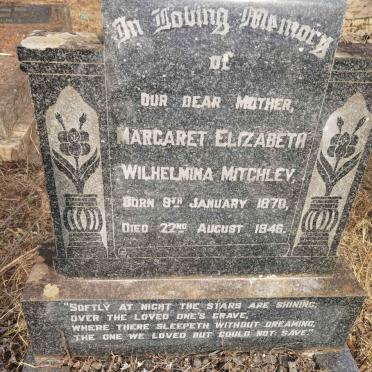 In Loving Memory
of
OUR DEAR MOTHER,
MARGARET ELIZABETH
WILHELMINA MITCHLEY,
BORN 9TH JANUARY 1870,
DIED 22ND AUGUST 1946.
"SOFTLY AT NIGHT THE STARS ARE SHINING,
OVER THE LOVED ONE'S GRAVE,
WHERE THERE SLEEPETH WITHOUT DREAMING,
THE ONE WE LOVED BUT COULD NOT SAVE."